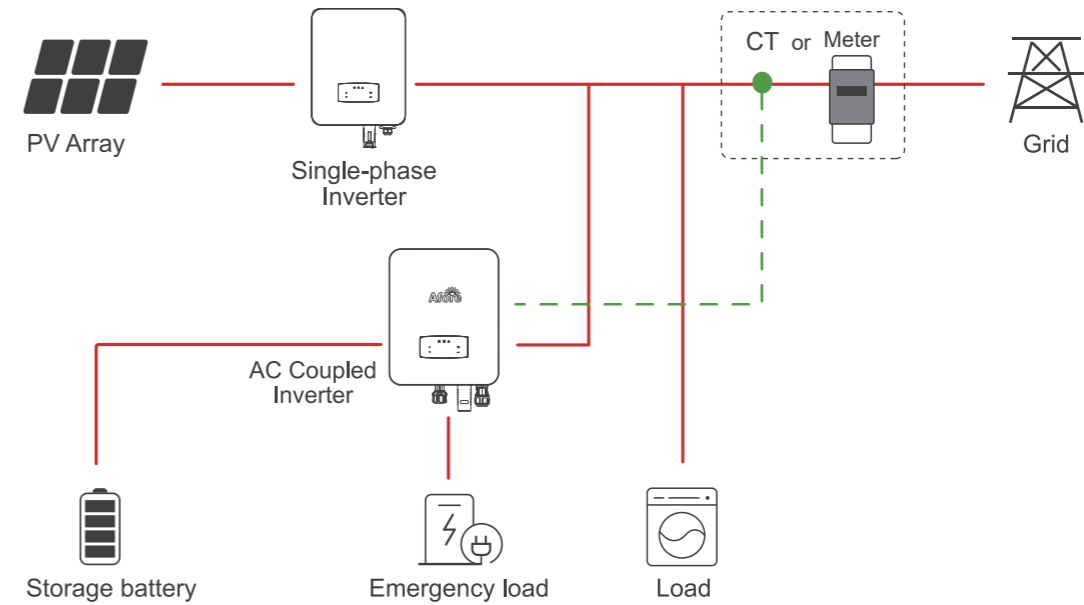 CT or Meter
PV Array
Grid
Single-phase
Inverter
Afore
AC Coupled
Inverter
Storage battery
Emergency load
Load